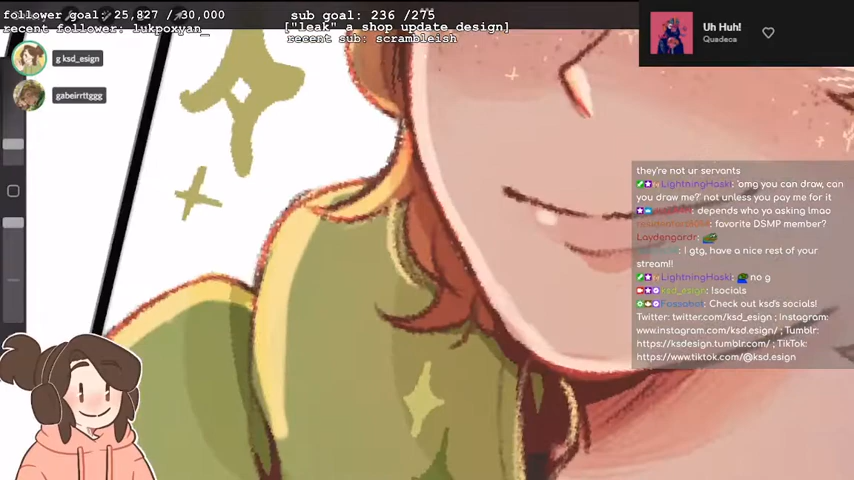 follower goal: 25,827 / 30,000
recent follower: lukpoxyan_
sub goal: 236 /275
["leak" a shop update design]
recent sub: scrambleish
Uh Huh!
Quadeca
g ksd_esign
gabeirrttggg
they're not ur servants
LightningHaski: 'omg you can draw, can
you draw me? not unless you pay me for it
: depends who ya asking lmao
: favorite DSMP member?
Laydengardr:
: I gtg, have a nice rest of your
stream!!
LightningHaski: no g
ksd_esign: !socials
Fossabot: Check out ksd's socials!
Twitter: twitter.com/ksd_esign ; Instagram:
www.instagram.com/ksd.esign/ ; Tumblr:
https://ksdesign.tumblr.com/ ; TikTok:
https://www.tiktok.com/@ksd.esign